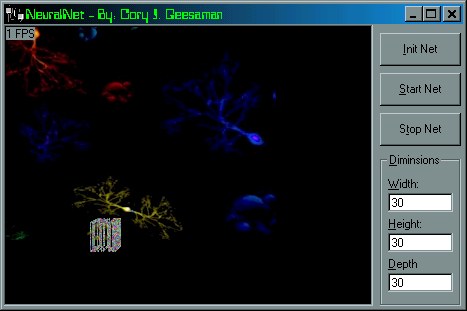 NeuralNet - By: Cory J. Geesaman
1 FPS
Init Net
Start Net
Stop Net
Diminsions
Width:
30
Height:
30
Depth
30